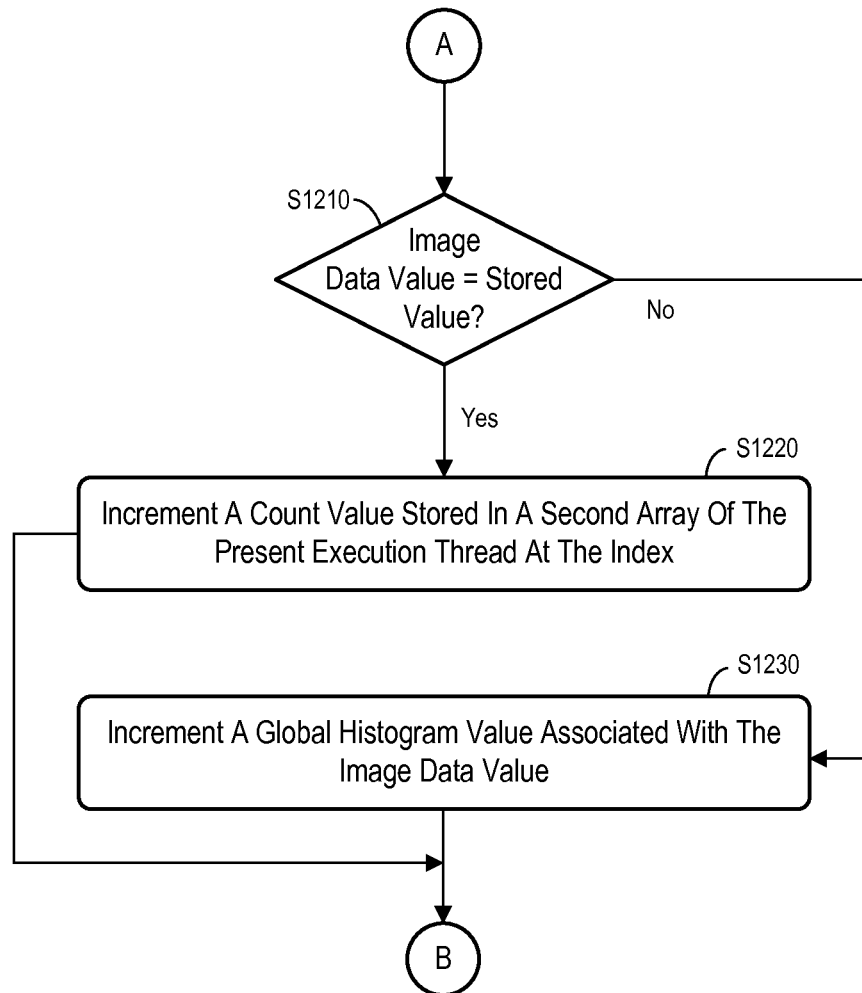 A
S1210
Image
Data Value = Stored
Value?
No
Yes
S1220
Increment A Count Value Stored In A Second Array Of The
Present Execution Thread At The Index
S1230
Increment A Global Histogram Value Associated With The
Image Data Value
B